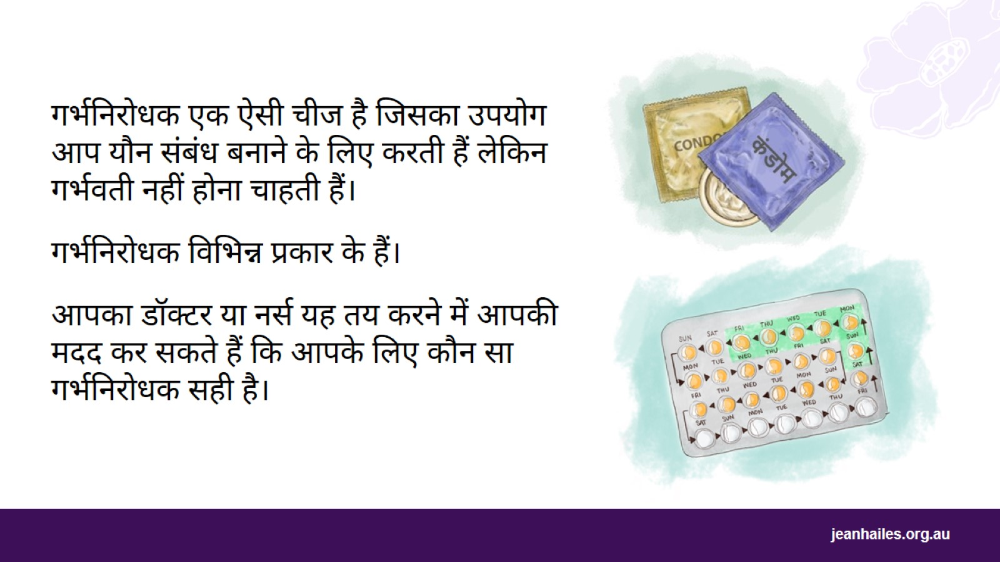 गर्भनिरोधक एक ऐसी चीज है जिसका उपयोग
आप यौन संबंध बनाने के लिए करती हैं लेकिन
गर्भवती नहीं होना चाहती हैं।
गर्भनिरोधक विभिन्न प्रकार के हैं।
आपका डॉक्टर या नर्स यह तय करने में आपकी
मदद कर सकते हैं कि आपके लिए कौन सा
गर्भनिरोधक सही है।
CONDO
कंडोम
SUN SAT FRI THU WED TUE MON
MON TUE WED THU FRI SAT SUN
FRI THU WED TUE MON SUN SAT
SAT SUN MON TUE WED THU FRI
jeanhailes.org.au